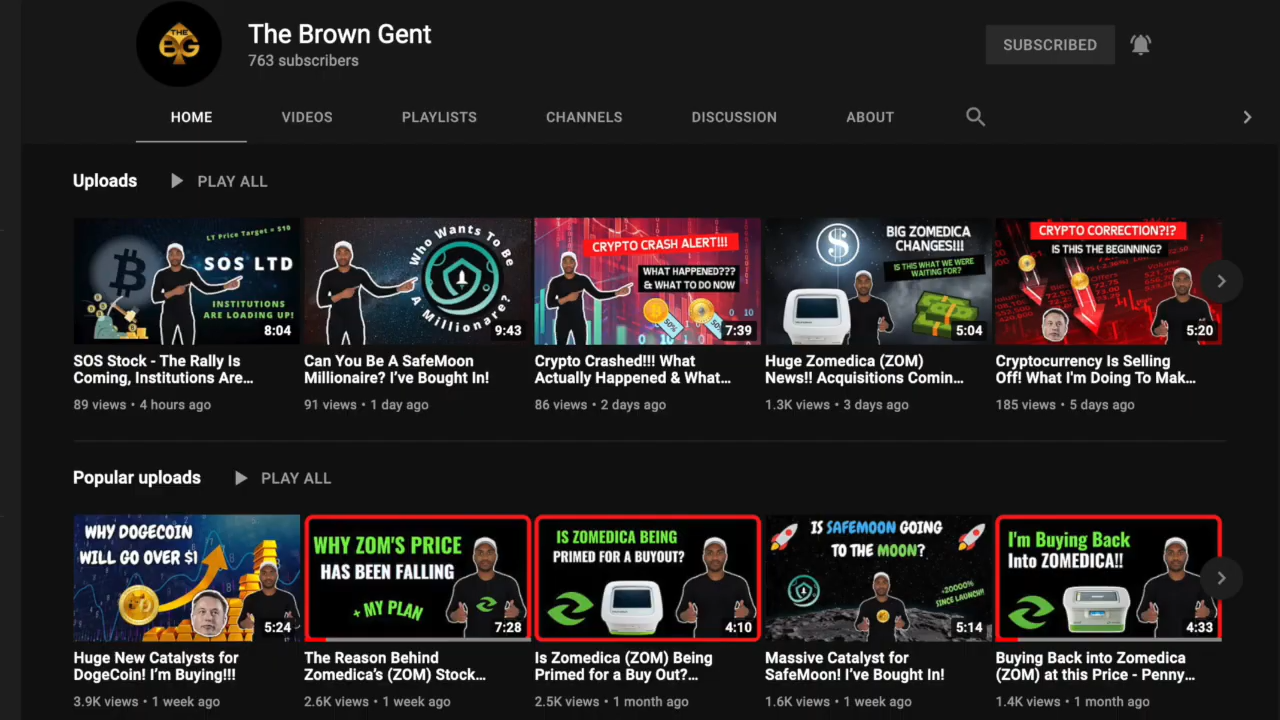 THE
BG
The Brown Gent
763 subscribers
SUBSCRIBED
HOME
VIDEOS
PLAYLISTS
CHANNELS
DISCUSSION
ABOUT
Uploads
PLAY ALL
LT Price Target = $10
SOS LTD
INSTITUTIONS
ARE LOADING UP!
8:04
Who Wants To Be
A Millionaire?
9:43
CRYPTO CRASH ALERT!!!
WHAT HAPPENED???
& WHAT TO DO NOW
50%
50%
7:39
BIG ZOMEDICA
CHANGES!!!
IS THIS WHAT WE WERE
WAITING FOR?
5:04
CRYPTO CORRECTION?!?
IS THIS THE BEGINNING?
5:20
SOS Stock - The Rally Is
Coming, Institutions Are...
89 views • 4 hours ago
Can You Be A SafeMoon
Millionaire? I've Bought In!
91 views • 1 day ago
Crypto Crashed!!! What
Actually Happened & What...
86 views • 2 days ago
Huge Zomedica (ZOM)
News!! Acquisitions Comin...
1.3K views • 3 days ago
Cryptocurrency Is Selling
Off! What I'm Doing To Mak...
185 views • 5 days ago
Popular uploads
PLAY ALL
WHY DOGECOIN
WILL GO OVER $1
5:24
WHY ZOM'S PRICE
HAS BEEN FALLING
+ MY PLAN
7:28
IS ZOMEDICA BEING
PRIMED FOR A BUYOUT?
4:10
IS SAFEMOON GOING
TO THE MOON?
+20000%
SINCE LAUNCH!!
5:14
I'm Buying Back
Into ZOMEDICA!!
4:33
Huge New Catalysts for
DogeCoin! I'm Buying!!!
3.9K views • 1 week ago
The Reason Behind
Zomedica's (ZOM) Stock...
2.6K views • 1 week ago
Is Zomedica (ZOM) Being
Primed for a Buy Out?...
2.5K views • 1 month ago
Massive Catalyst for
SafeMoon! I've Bought In!
1.6K views • 1 week ago
Buying Back into Zomedica
(ZOM) at this Price - Penny...
1.4K views • 1 month ago